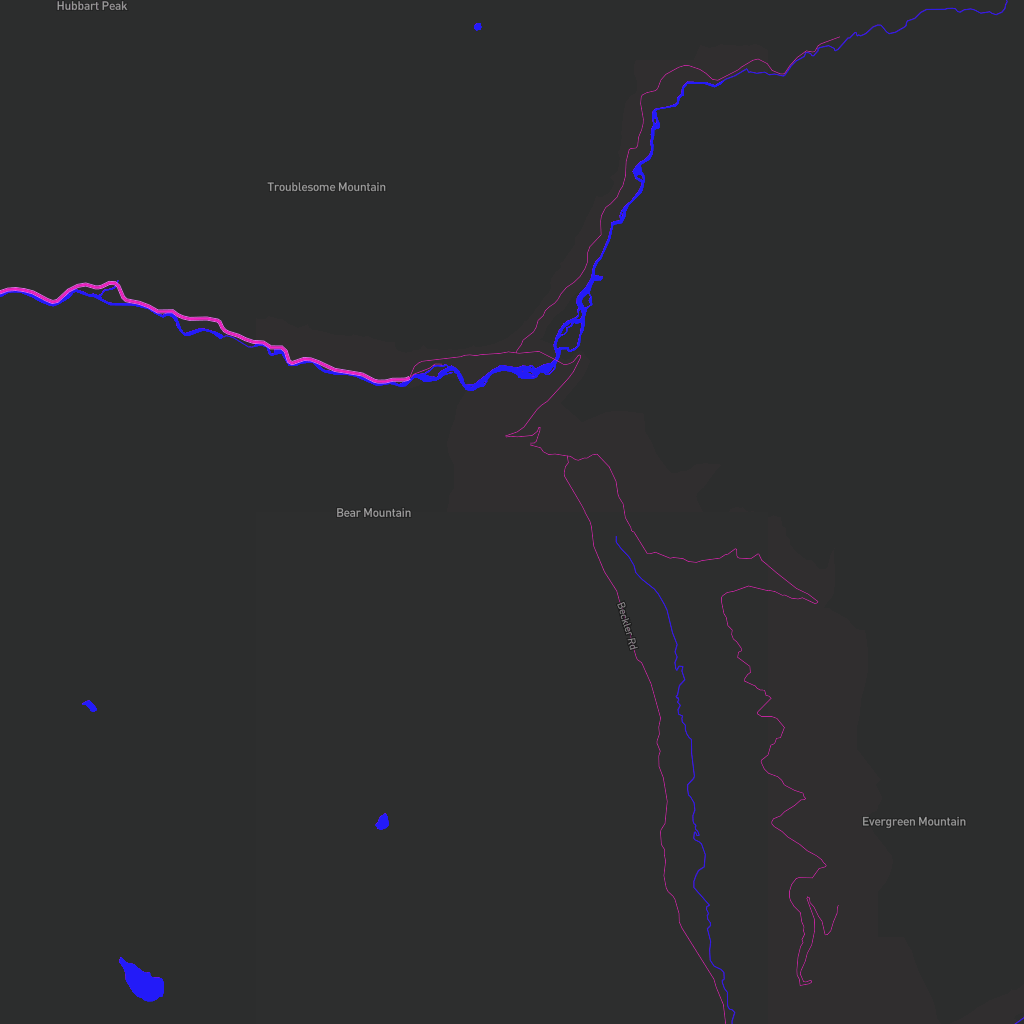 Hubbart Peak
Troublesome Mountain
Bear Mountain
Beckler Rd
Evergreen Mountain